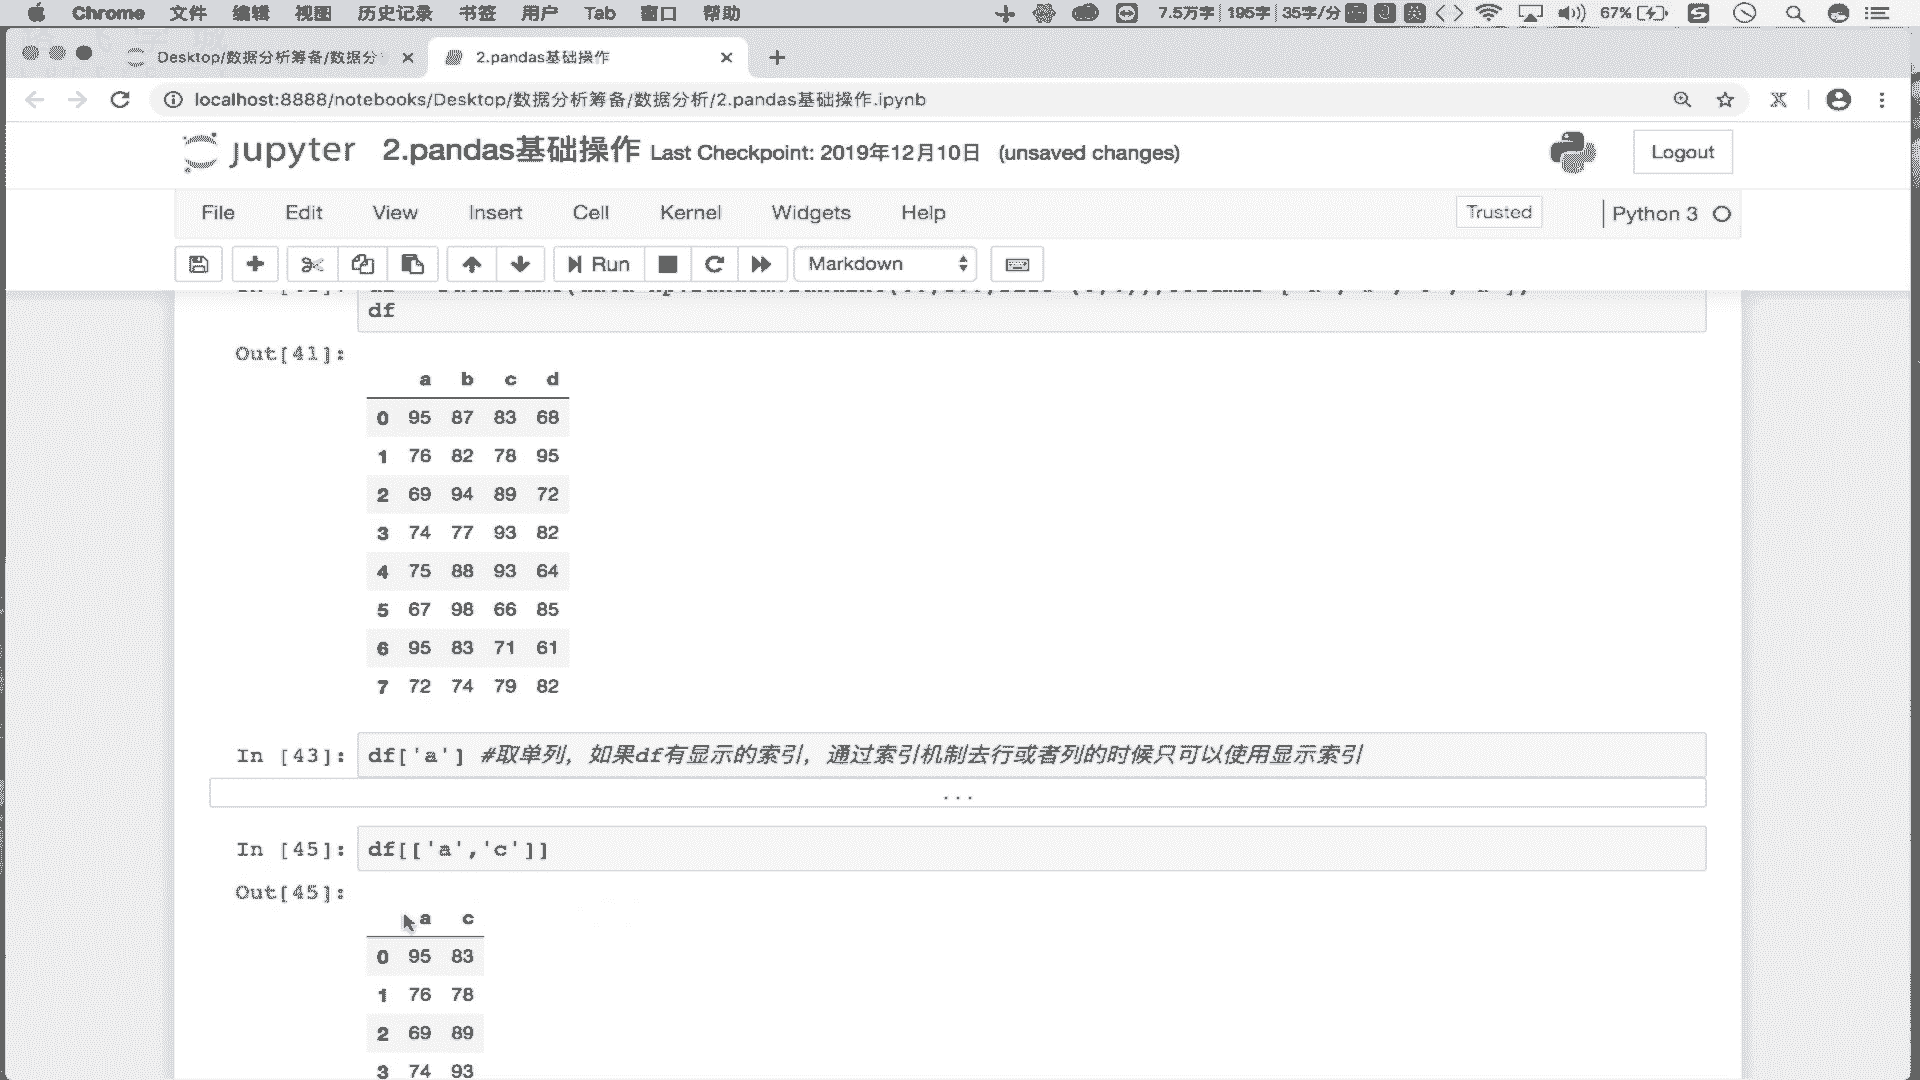 Chrome 文件 编辑 视图 历史记录 书签 用户 Tab 窗口 帮助 7.5万字 195字 35字/分 英 67%
Desktop/数据分析筹备/数据分
2.pandas基础操作
localhost:8888/notebooks/Desktop/数据分析筹备/数据分析/2.pandas基础操作.ipynb
jupyter 2.pandas基础操作 Last Checkpoint: 2019年12月10日 (unsaved changes)
Logout
File Edit View Insert Cell Kernel Widgets Help Trusted Python 3
Run Markdown
df
Out[41]:
a b c d
0 95 87 83 68
1 76 82 78 95
2 69 94 89 72
3 74 77 93 82
4 75 88 93 64
5 67 98 66 85
6 95 83 71 61
7 72 74 79 82
In [43]: df['a'] #取单列，如果df有显示的索引，通过索引机制去行或者列的时候只可以使用显示索引
...
In [45]: df[['a','c']]
Out[45]:
a c
0 95 83
1 76 78
2 69 89
3 74 93